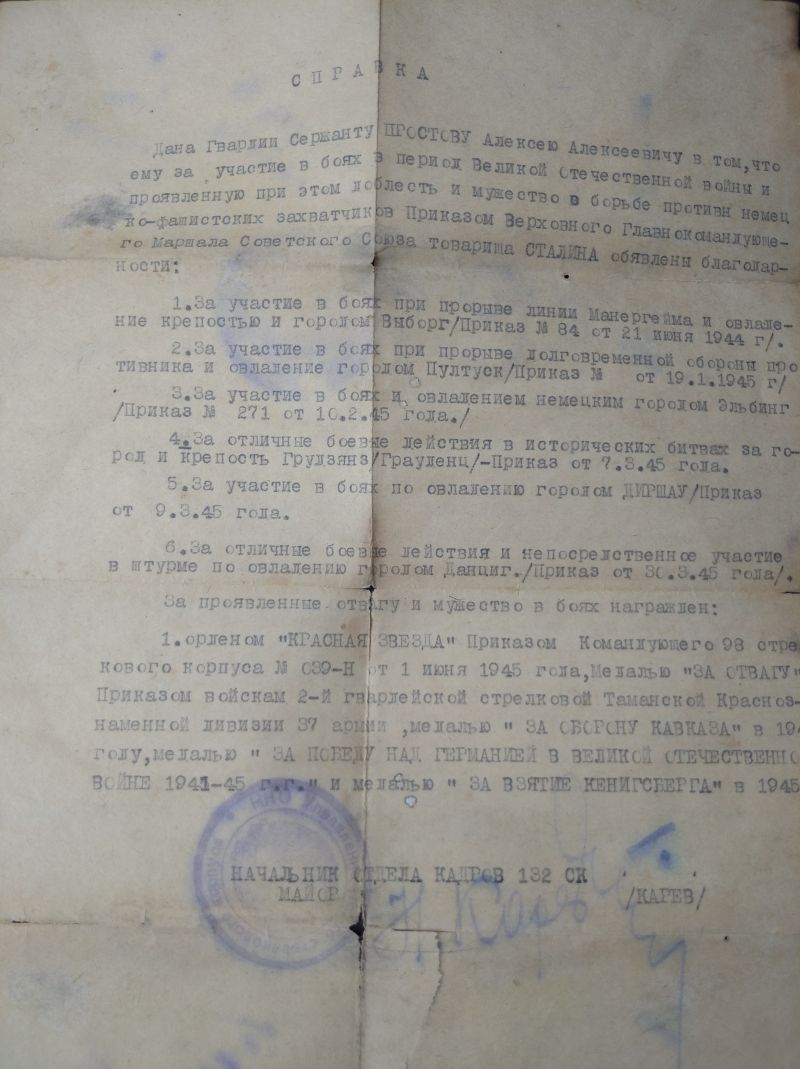 СПРАВКА
Дана Гвардии Сержанту ПРОСТОВУ Алексею Алексеевичу в том,что
ему за участие в боях в период Великой Отечественной войны и
проявленную при этом доблесть и мужество в борьбе противн немец
ко-фашистских захватчиков Приказом Верховного Главнокомандующе-
го Маршала Советского Союза товарища СТАЛИНА обявлены благодар-
ности:
1.За участие в боях при прорыве линии Манергейма и овладе-
ние крепостью и городом Выборг/Приказ № 84 от 21 июня 1944 г/.
2.За участие в боях при прорыве долговременной обороны про
тивника и овладение городом Пултуск/Приказ № от 19.1.1945 г/
3.За участие в боях и овладением немецким городом Эльбинг
/Приказ № 271 от 10.2.45 года./
4.За отличные боевые действия в исторических битвах за го-
род и крепость Грудзянз/Грауденц/-Приказ от 7.3.45 года.
5.За участие в боях по овладению городом ДИРШАУ/Приказ
от 9.3.45 года.
6.За отличные боевые действия и непосредственное участие
в штурме по овладению городом Данциг./Приказ от 30.3.45 года/.
За проявленные отвагу и мужество в боях награжден:
1.орденом "КРАСНАЯ ЗВЕЗДА" Приказом Командующего 98 стрел
кового корпуса № 039-Н от 1 июня 1945 года,Медалью "ЗА ОТВАГУ"
Приказом войскам 2-й гвардейской стрелковой Таманской Красноз-
наменной дивизии 37 армии ,медалью " ЗА ОБОРОНУ КАВКАЗА" в 194
году,медалью " ЗА ПОБЕДУ НАД ГЕРМАНИЕЙ В ВЕЛИКОЙ ОТЕЧЕСТВЕННО
ВОЙНЕ 1941-45 г.г." и медалью " ЗА ВЗЯТИЕ КЕНИГСБЕРГА" в 1945
НАЧАЛЬНИК ОТДЕЛА КАДРОВ 132 СК
МАЙОР /КАРЕВ/